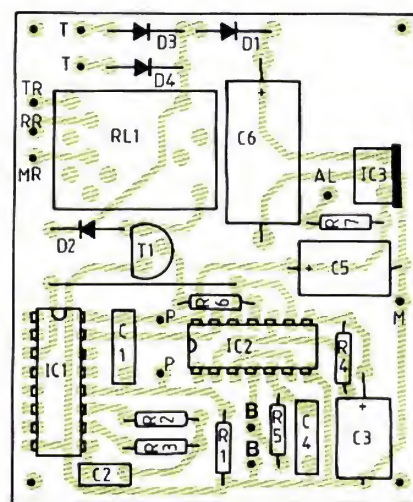 T
D3
D1
T
D4
TR
RR
MR
RL1
C6
IC3
AL
R7
D2
T1
C5
R6
P
M
IC1
C1
IC2
R4
P
R2
R3
R1
B
B
R5
C4
C3
C2